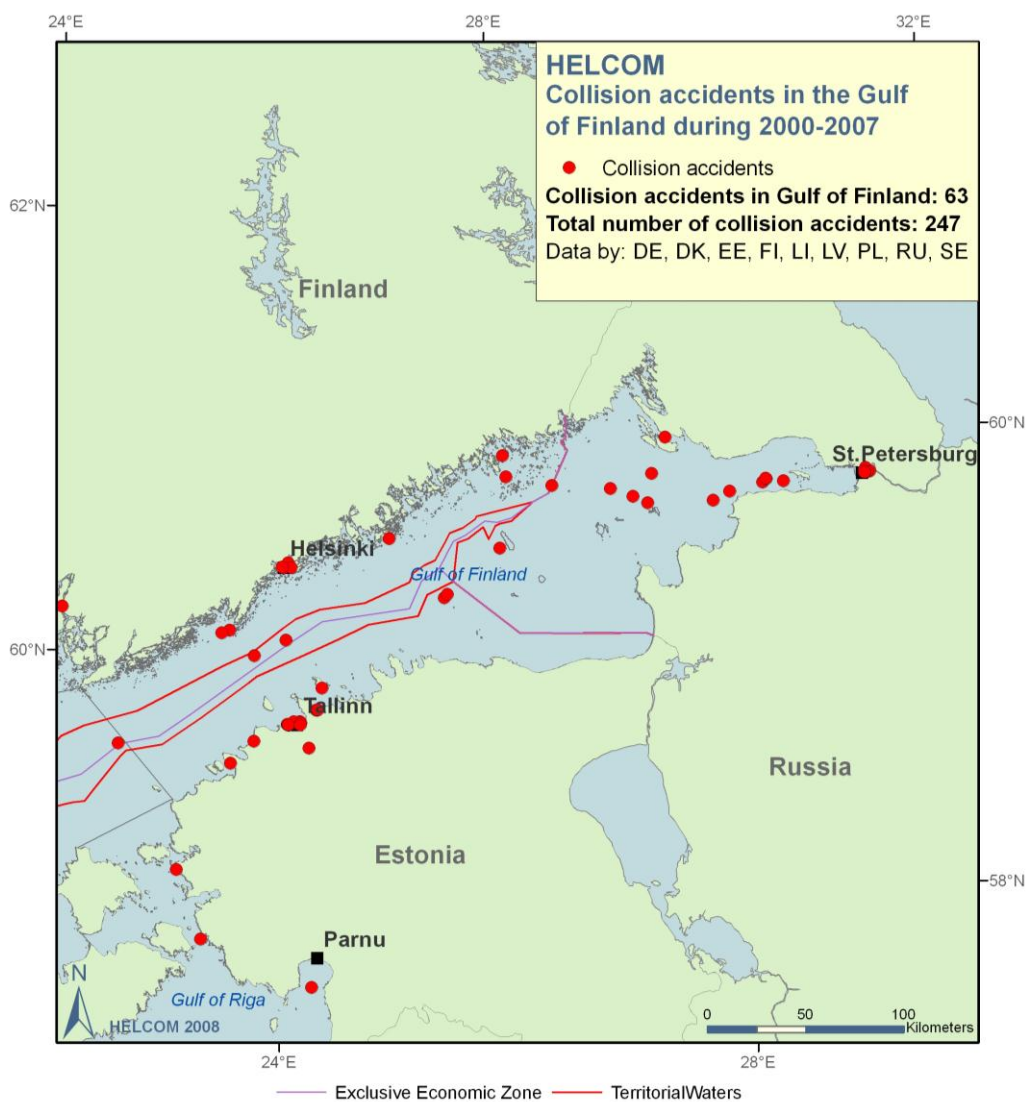 24°E
28°E
32°E
HELCOM
Collision accidents in the Gulf
of Finland during 2000-2007
Collision accidents
Collision accidents in Gulf of Finland: 63
Total number of collision accidents: 247
Data by: DE, DK, EE, FI, LI, LV, PL, RU, SE
62°N
Finland
60°N
St.Petersburg
Helsinki
Gulf of Finland
60°N
Tallinn
Russia
Estonia
58°N
Parnu
N
Gulf of Riga
HELCOM 2008
0 50 100
Kilometers
24°E
28°E
Exclusive Economic Zone
TerritorialWaters